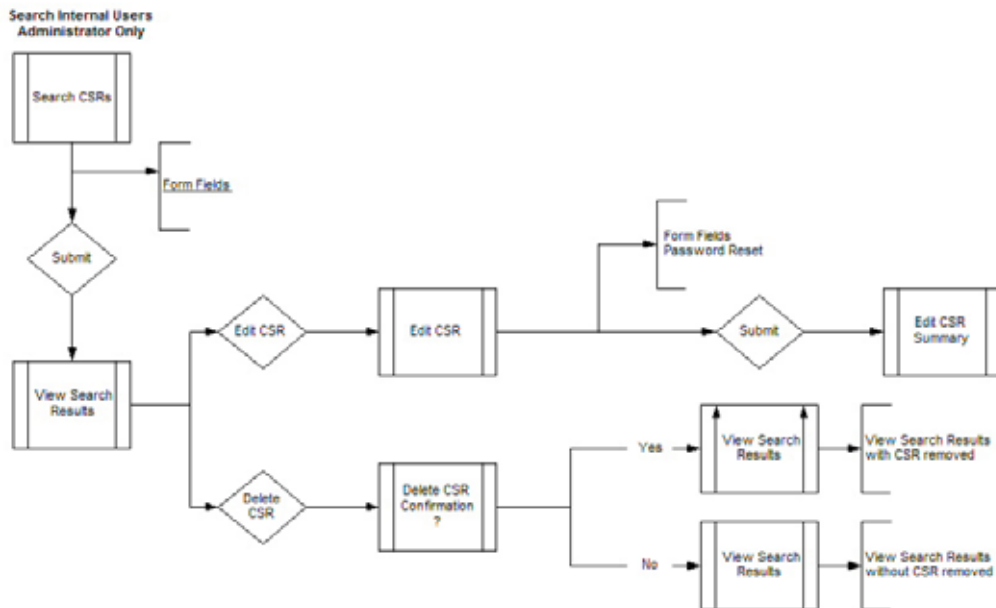 Search Internal Users
Administrator Only
Search CSRs
Form Fields
Submit
View Search
Results
Edit CSR
Edit CSR
Form Fields
Password Reset
Submit
Edit CSR
Summary
Delete
CSR
Delete CSR
Confirmation
?
Yes
View Search
Results
View Search Results
with CSR removed
No
View Search
Results
View Search Results
without CSR removed